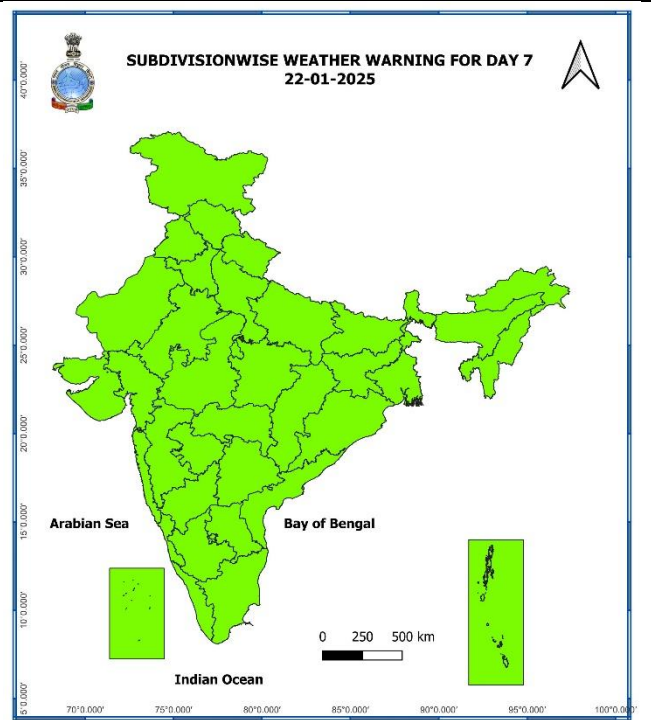 SUBDIVISIONWISE WEATHER WARNING FOR DAY 7
22-01-2025
40°0.000'
35°0.000'
30°0.000'
25°0.000'
20°0.000'
15°0.000'
10°0.000'
5°0.000'
Arabian Sea
Bay of Bengal
0 250 500 km
Indian Ocean
70°0.000' 75°0.000' 80°0.000' 85°0.000' 90°0.000' 95°0.000' 100°0.000'